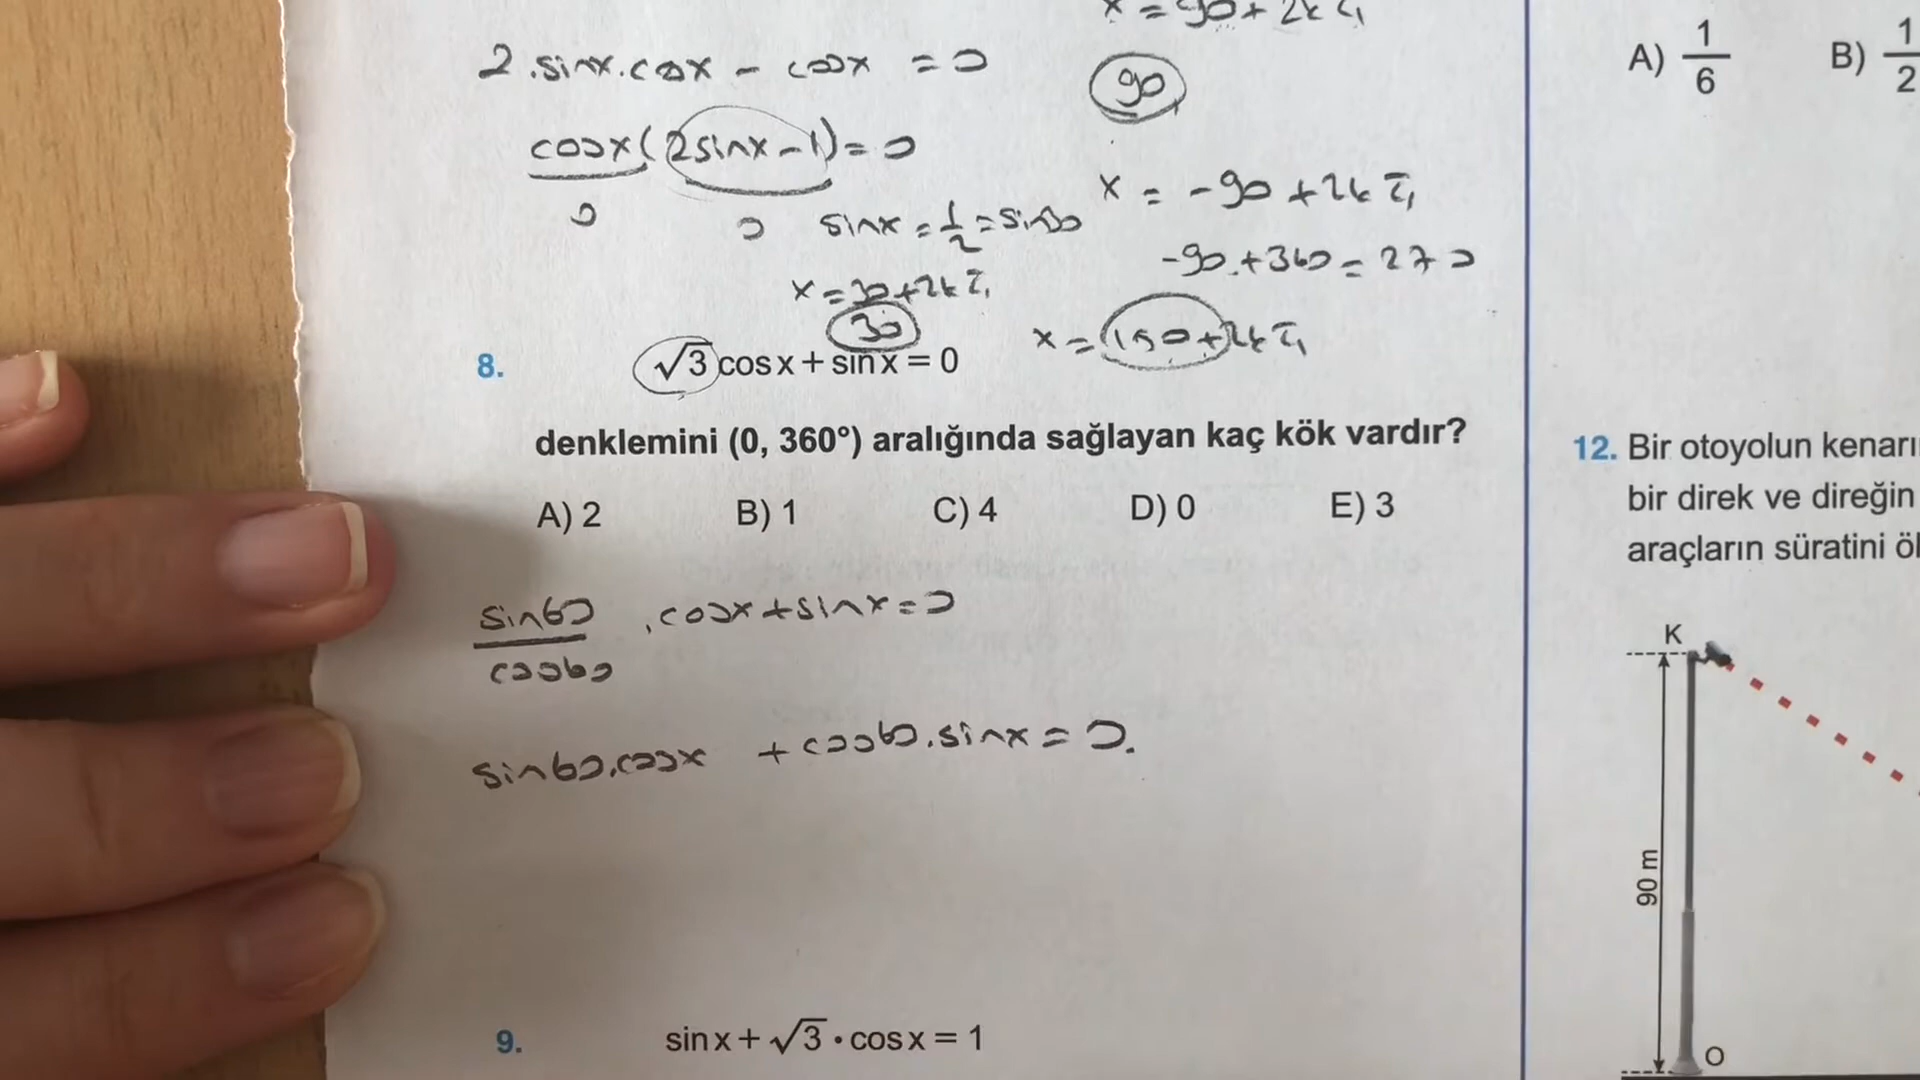 x = 90 + 2kπ
2.sinx.cosx - cosx = 0
90
cosx(2sinx-1)=0
0
0
sinx = 1/2 = sin30
x = 30+2kπ
30
x = -90 + 2kπ
-90+360 = 270
x = 150+2kπ
8. √3 cos x + sin x = 0
denklemini (0, 360°) aralığında sağlayan kaç kök vardır?
A) 2 B) 1 C) 4 D) 0 E) 3
sin60/cos60 .cosx+sinx=0
sin60.cosx + cos60.sinx = 0.
9. sin x + √3 · cos x = 1
A) 1/6 B) 1/2
12. Bir otoyolun kenarı
bir direk ve direğin
araçların süratini öl
K
90 m
O